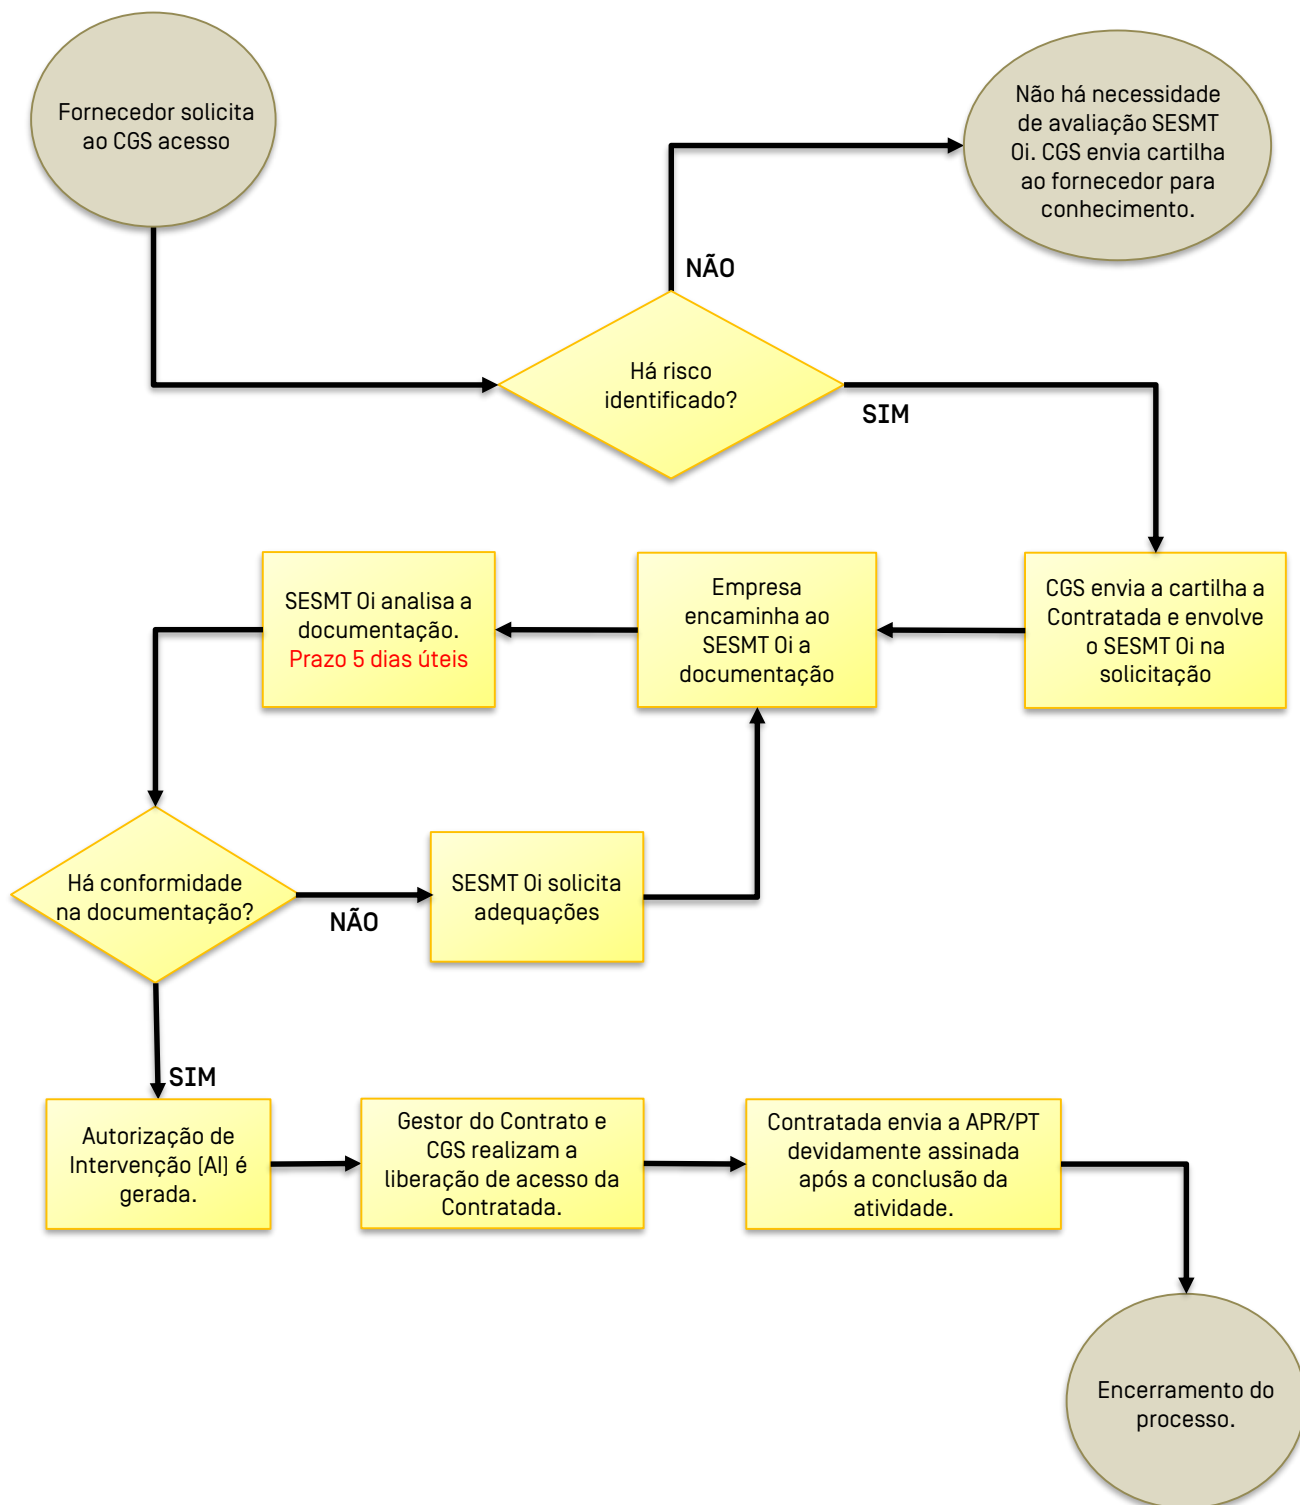 Fornecedor solicita
ao CGS acesso
Não há necessidade
de avaliação SESMT
Oi. CGS envia cartilha
ao fornecedor para
conhecimento.
NÃO
Há risco
identificado?
SIM
CGS envia a cartilha a
Contratada e envolve
o SESMT Oi na
solicitação
Empresa
encaminha ao
SESMT Oi a
documentação
SESMT Oi analisa a
documentação.
Prazo 5 dias úteis
Há conformidade
na documentação?
NÃO
SESMT Oi solicita
adequações
SIM
Autorização de
Intervenção (AI) é
gerada.
Gestor do Contrato e
CGS realizam a
liberação de acesso da
Contratada.
Contratada envia a APR/PT
devidamente assinada
após a conclusão da
atividade.
Encerramento do
processo.